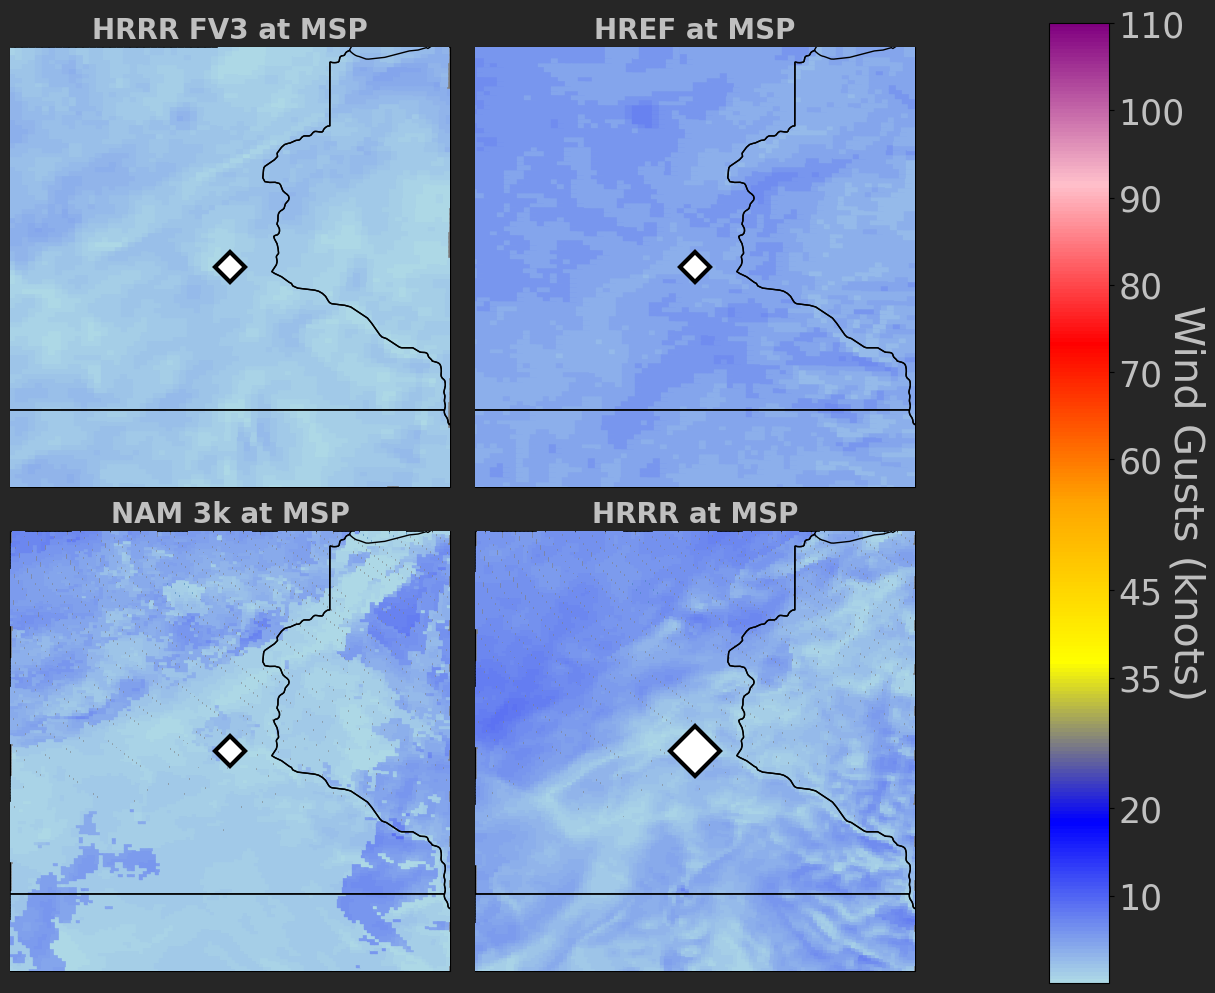 HRRR FV3 at MSP
HREF at MSP
NAM 3k at MSP
HRRR at MSP
110
100
90
80
70
60
45
35
20
10
Wind Gusts (knots)